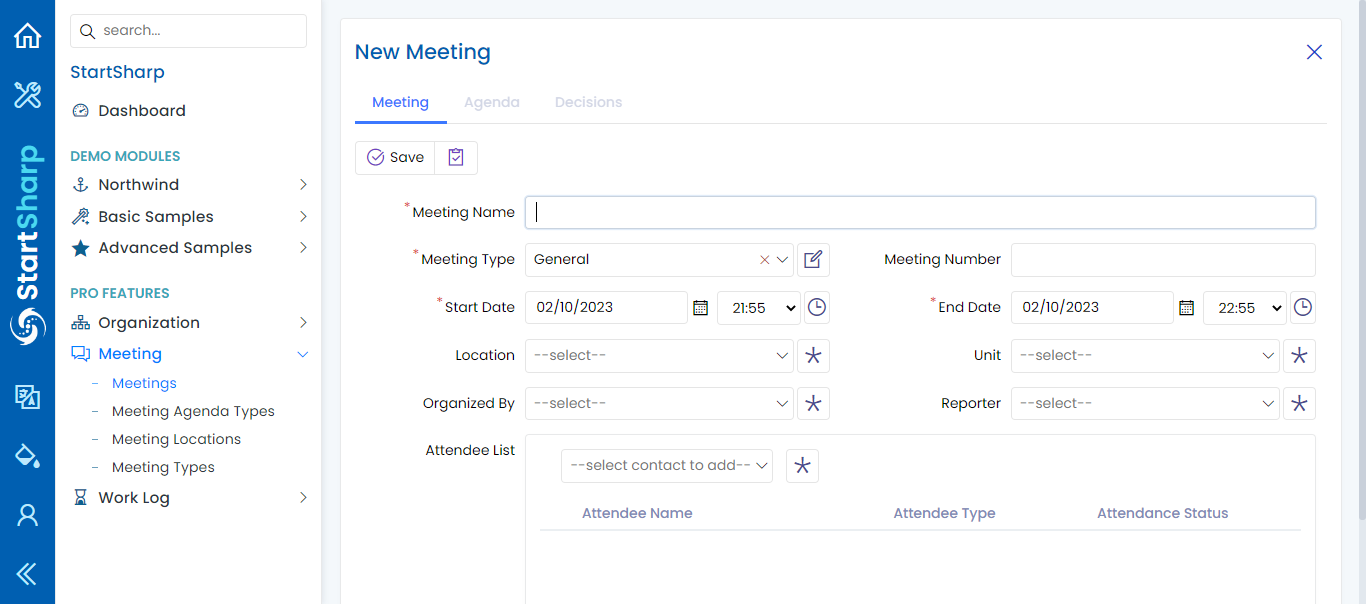 search...
StartSharp
StartSharp
Dashboard
DEMO MODULES
Northwind
Basic Samples
Advanced Samples
PRO FEATURES
Organization
Meeting
Meetings
Meeting Agenda Types
Meeting Locations
Meeting Types
Work Log
New Meeting
Meeting Agenda Decisions
Save
*Meeting Name
*Meeting Type General Meeting Number
*Start Date 02/10/2023 21:55 *End Date 02/10/2023 22:55
Location --select-- Unit --select--
Organized By --select-- Reporter --select--
Attendee List
--select contact to add--
Attendee Name Attendee Type Attendance Status